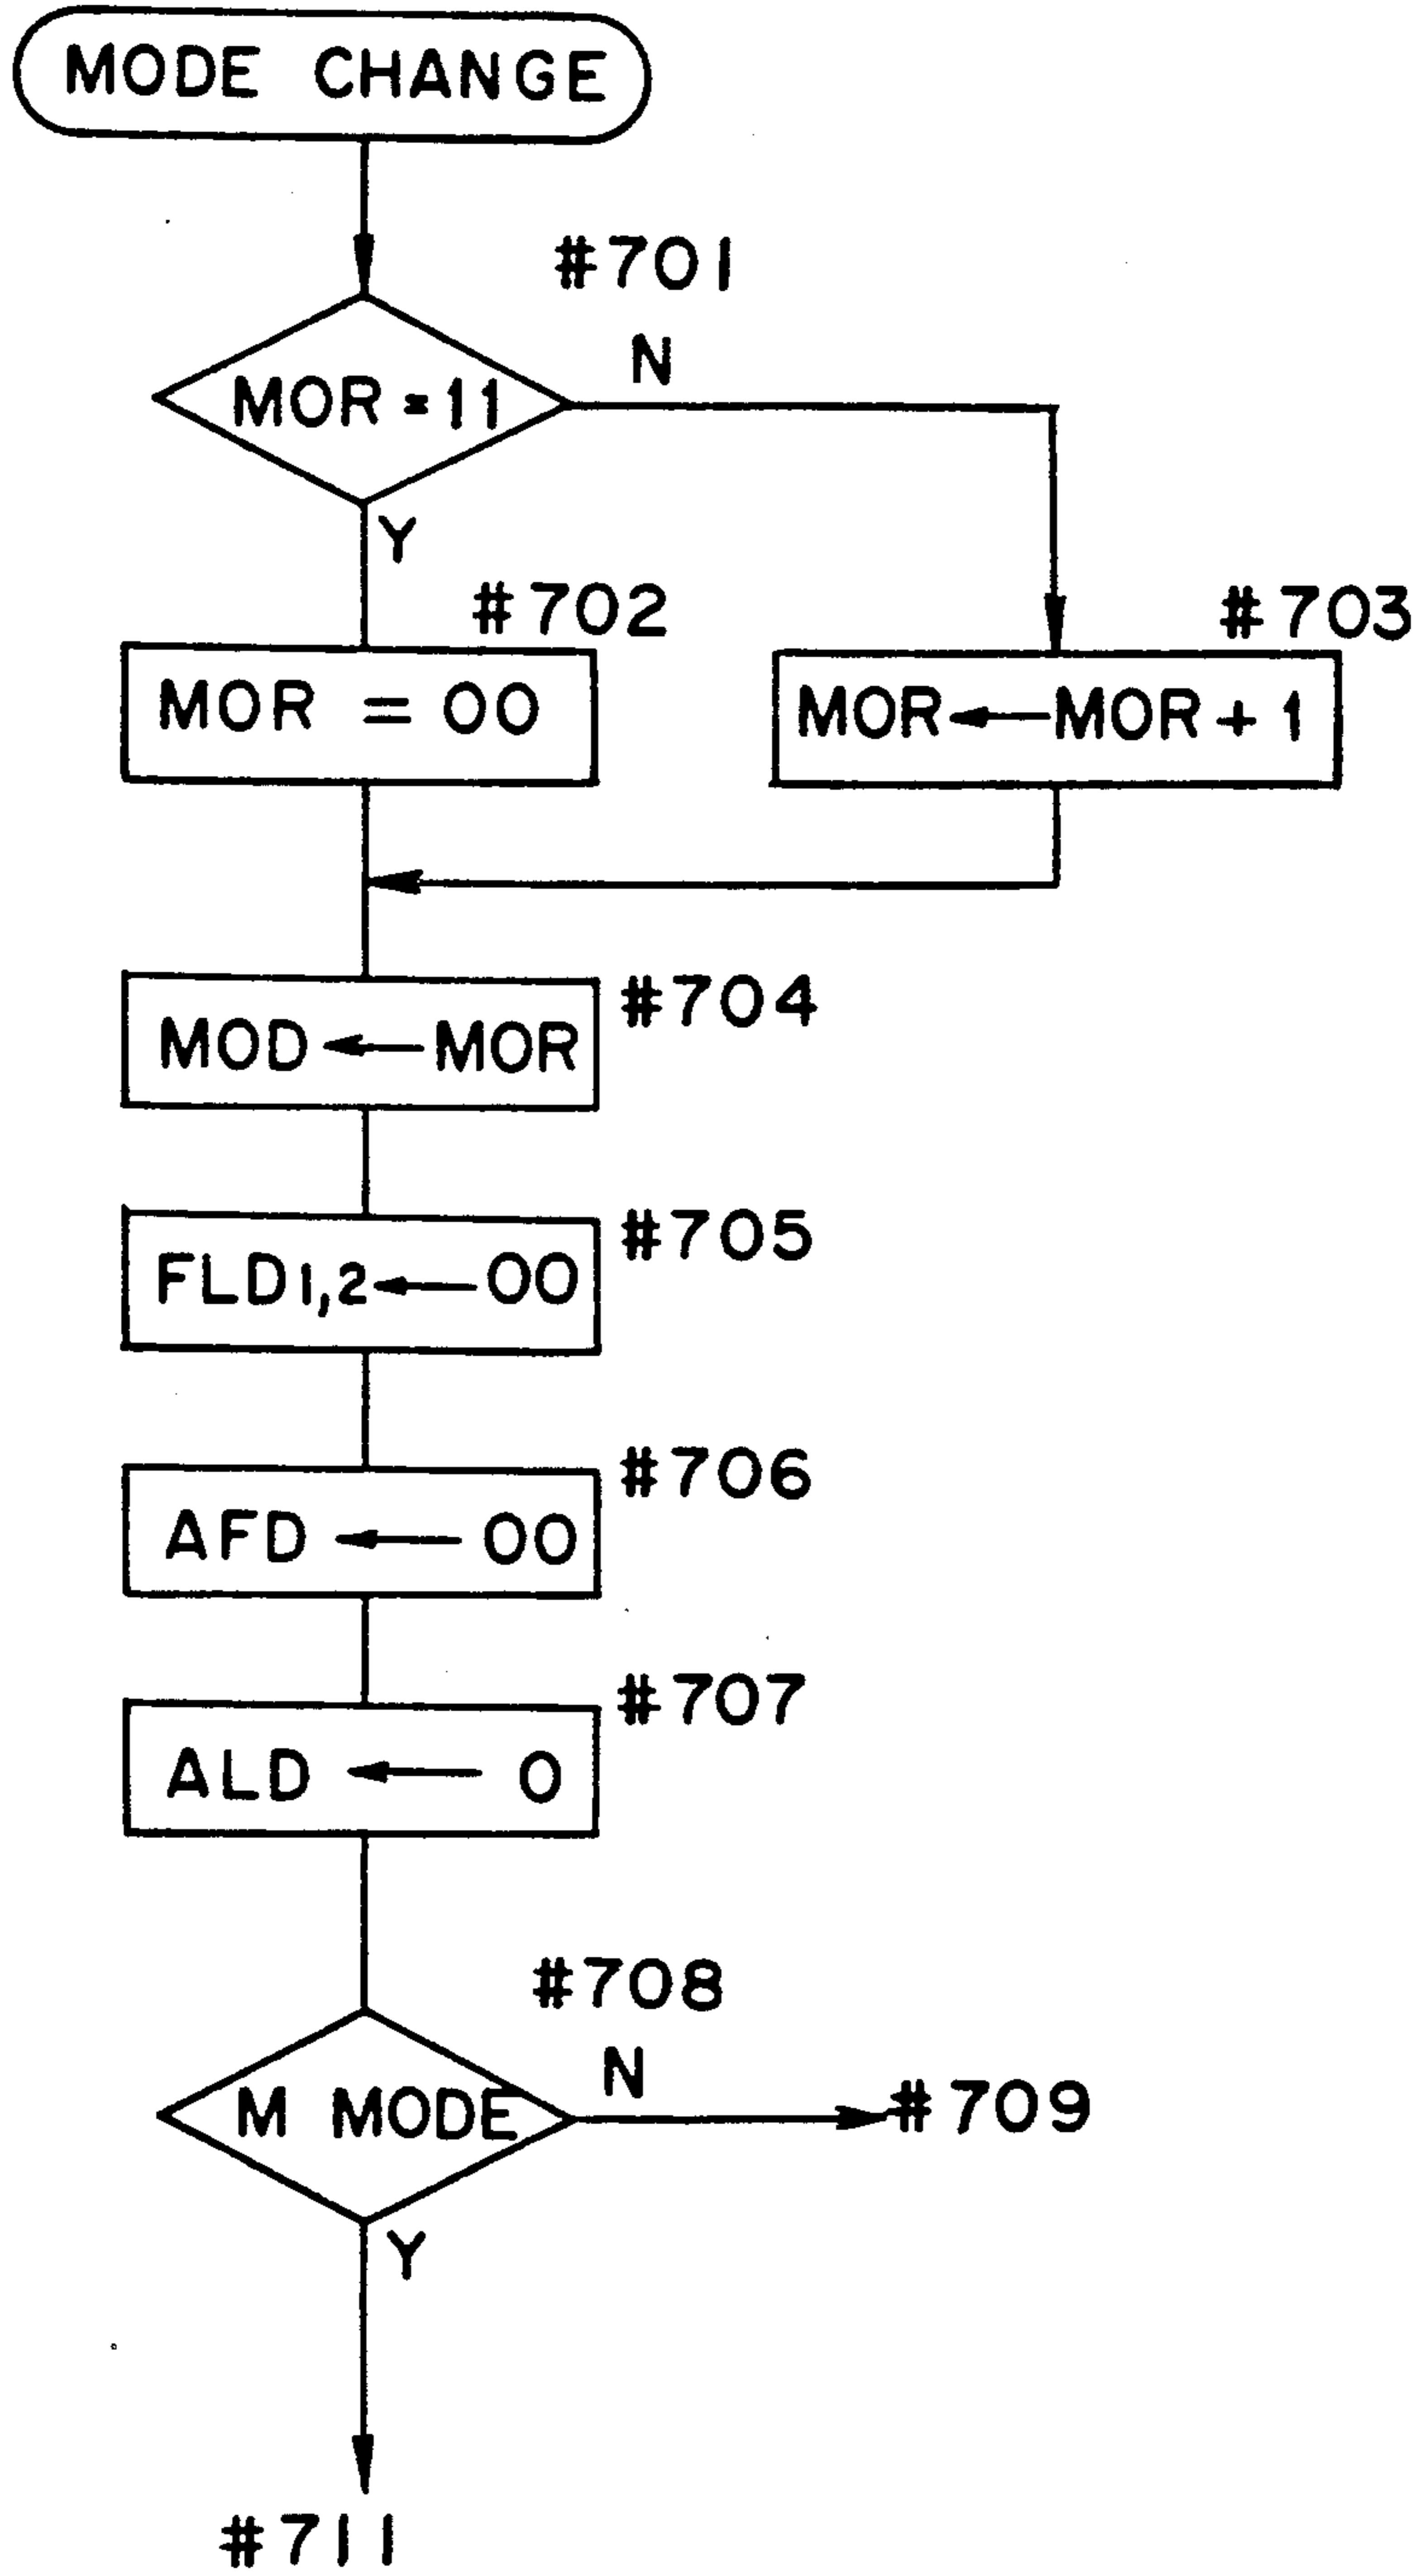 MODE CHANGE
#701
N
MOR = 11
Y
#702
#703
MOR = 00
MOR ← MOR + 1
#704
MOD ← MOR
#705
FLD1,2 ← 00
#706
AFD ← 00
#707
ALD ← 0
#708
N
M MODE
#709
Y
#711